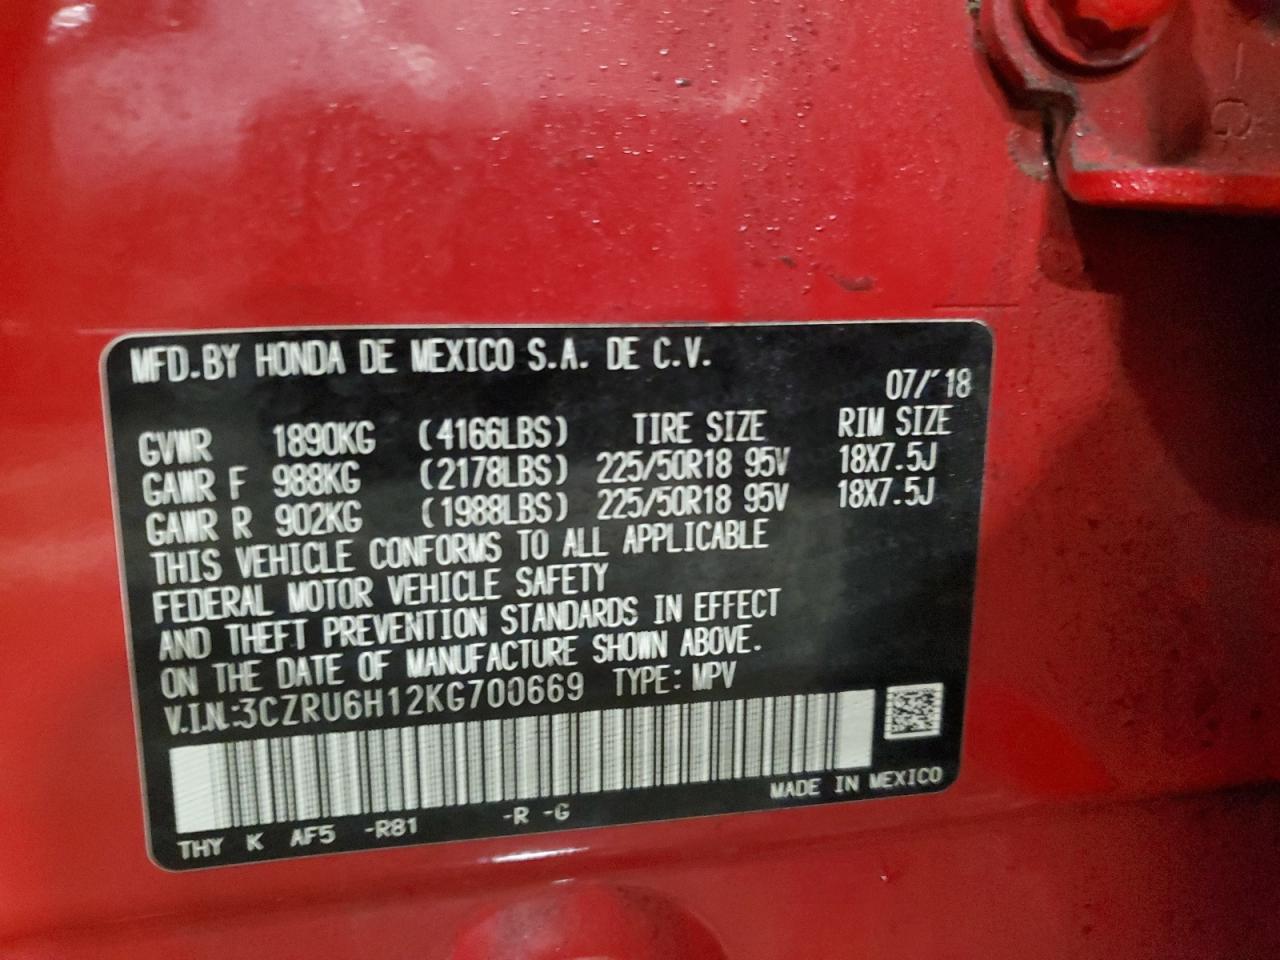 MFD.BY HONDA DE MEXICO S.A. DE C.V.
07/'18
GVWR 1890KG (4166LBS) TIRE SIZE RIM SIZE
GAWR F 988KG (2178LBS) 225/50R18 95V 18X7.5J
GAWR R 902KG (1988LBS) 225/50R18 95V 18X7.5J
THIS VEHICLE CONFORMS TO ALL APPLICABLE
FEDERAL MOTOR VEHICLE SAFETY
AND THEFT PREVENTION STANDARDS IN EFFECT
ON THE DATE OF MANUFACTURE SHOWN ABOVE.
V.I.N.:3CZRU6H12KG700669 TYPE: MPV
MADE IN MEXICO
THY K AF5 -R81 -R -G